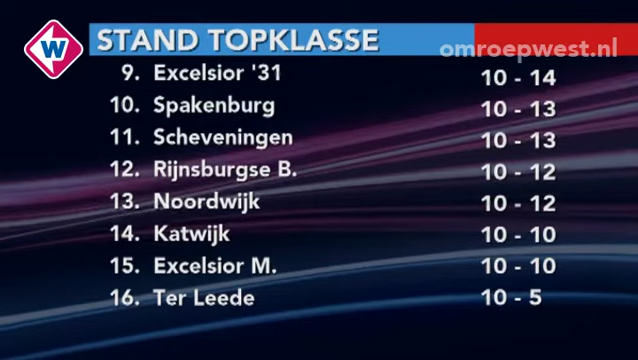 W
STAND TOPKLASSE
omroepwest.nl
9. Excelsior '31 10 - 14
10. Spakenburg 10 - 13
11. Scheveningen 10 - 13
12. Rijnsburgse B. 10 - 12
13. Noordwijk 10 - 12
14. Katwijk 10 - 10
15. Excelsior M. 10 - 10
16. Ter Leede 10 - 5